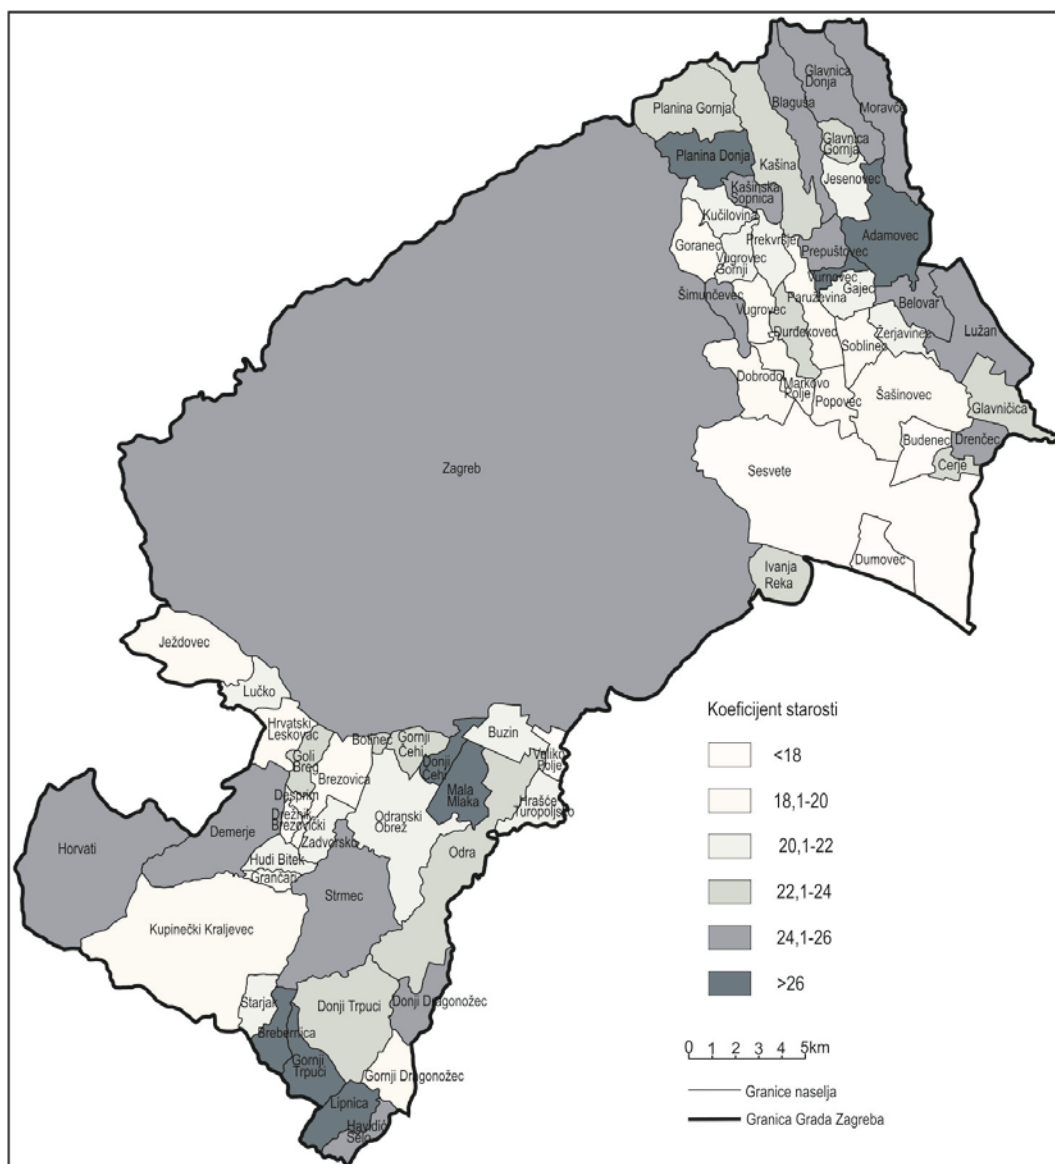 Glavnica
Donja
Blaguša
Moravče
Planina Gornja
Glavnica
Gornja
Kašina
Planina Donja
Jesenovec
Kašinska
Sopnica
Kučilovina
Adamovec
Prekvršje
Goranec
Prepuštovec
Vugrovec
Gornji
Vurnovec
Gajec
Šimunčevec
Paruževina
Belovar
Vugrovec
Lužan
Đurđekovec
Žerjavinec
Soblinec
Dobrodol
Markovo
Polje
Popovec
Šašinovec
Glavničica
Budenec
Drenčec
Cerje
Zagreb
Sesvete
Dumovec
Ivanja
Reka
Ježdovec
Lučko
Hrvatski
Leskovac
Botinec
Gornji
Čehi
Buzin
Goli
Breg
Brezovica
Donji
Čehi
Veliko
Polje
Mala
Mlaka
Desprim
Hrašće
Turopoljsko
Drežnik
Brezovički
Odranski
Obrež
Demerje
Zadvorsko
Horvati
Hudi Bitek
Odra
Grančari
Strmec
Kupinečki Kraljevec
Starjak
Donji Trpuci
Donji Dragonožec
Brebernica
Gornji
Trpuci
Gornji Dragonožec
Lipnica
Havidić
Selo
Koeficijent starosti
<18
18,1-20
20,1-22
22,1-24
24,1-26
>26
0 1 2 3 4 5km
Granice naselja
Granica Grada Zagreba